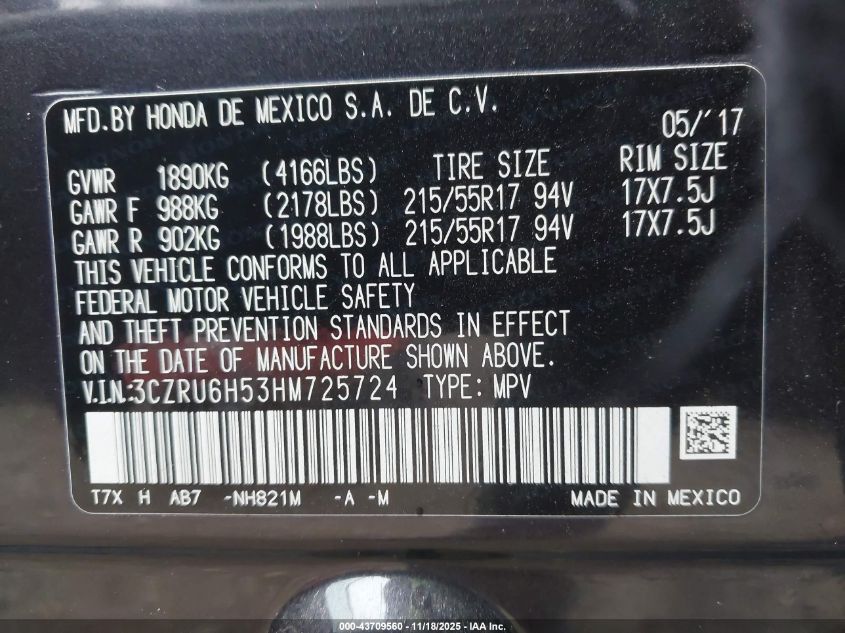 MFD.BY HONDA DE MEXICO S.A. DE C.V.
05/'17
GVWR 1890KG (4166LBS) TIRE SIZE RIM SIZE
GAWR F 988KG (2178LBS) 215/55R17 94V 17X7.5J
GAWR R 902KG (1988LBS) 215/55R17 94V 17X7.5J
THIS VEHICLE CONFORMS TO ALL APPLICABLE
FEDERAL MOTOR VEHICLE SAFETY
AND THEFT PREVENTION STANDARDS IN EFFECT
ON THE DATE OF MANUFACTURE SHOWN ABOVE.
V.I.N.:3CZRU6H53HM725724 TYPE: MPV
T7X H AB7 -NH821M -A -M MADE IN MEXICO
000-43709560 - 11/18/2025 - IAA Inc.